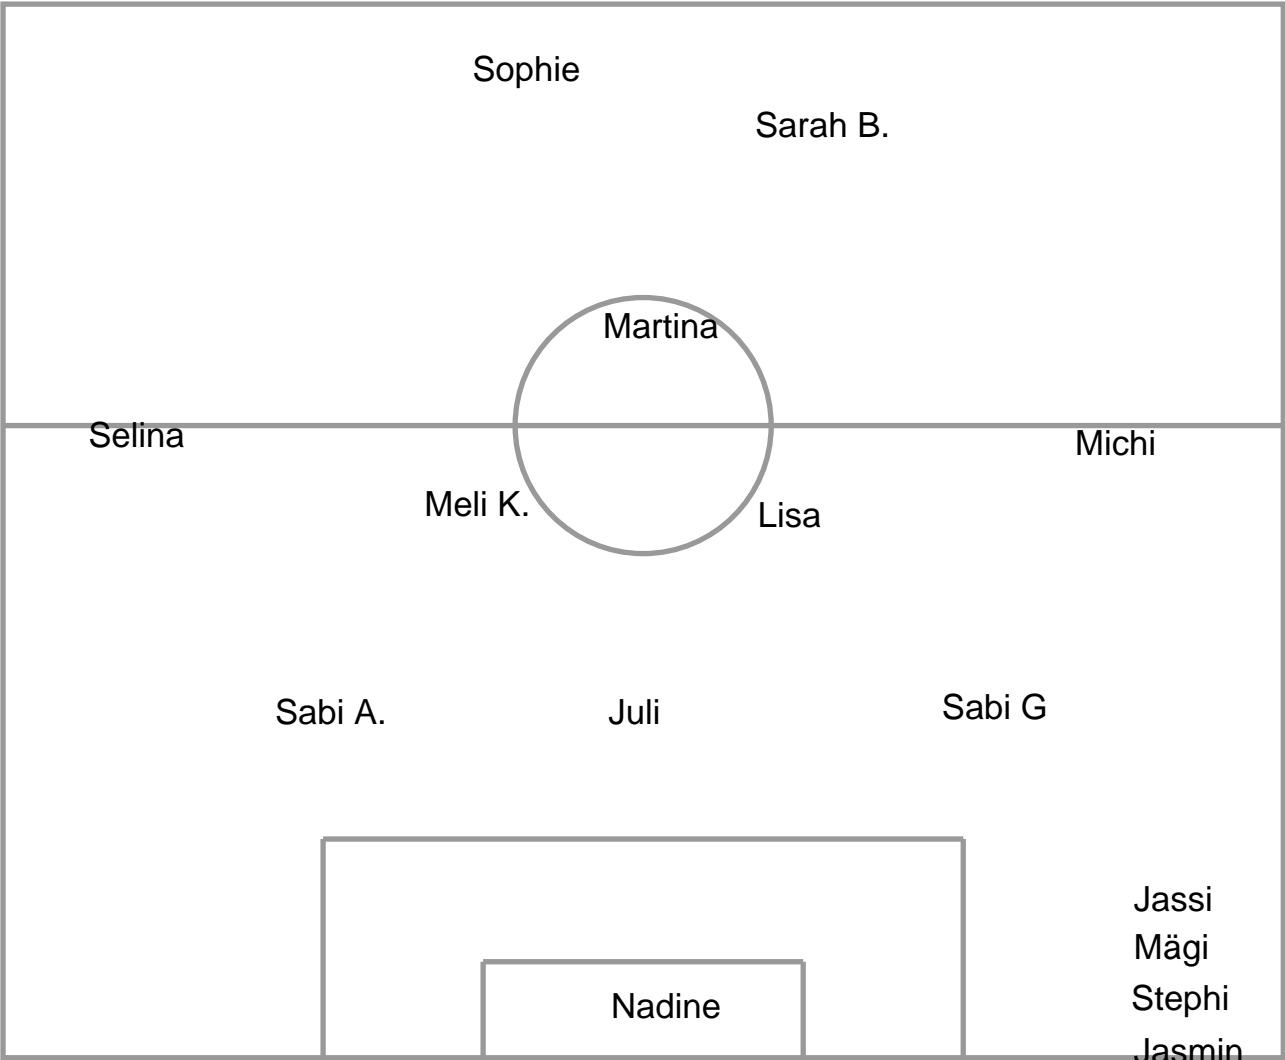 Sophie
Sarah B.
Martina
Selina
Michi
Meli K.
Lisa
Sabi A.
Juli
Sabi G
Jassi
Mägi
Stephi
Nadine
Jasmin